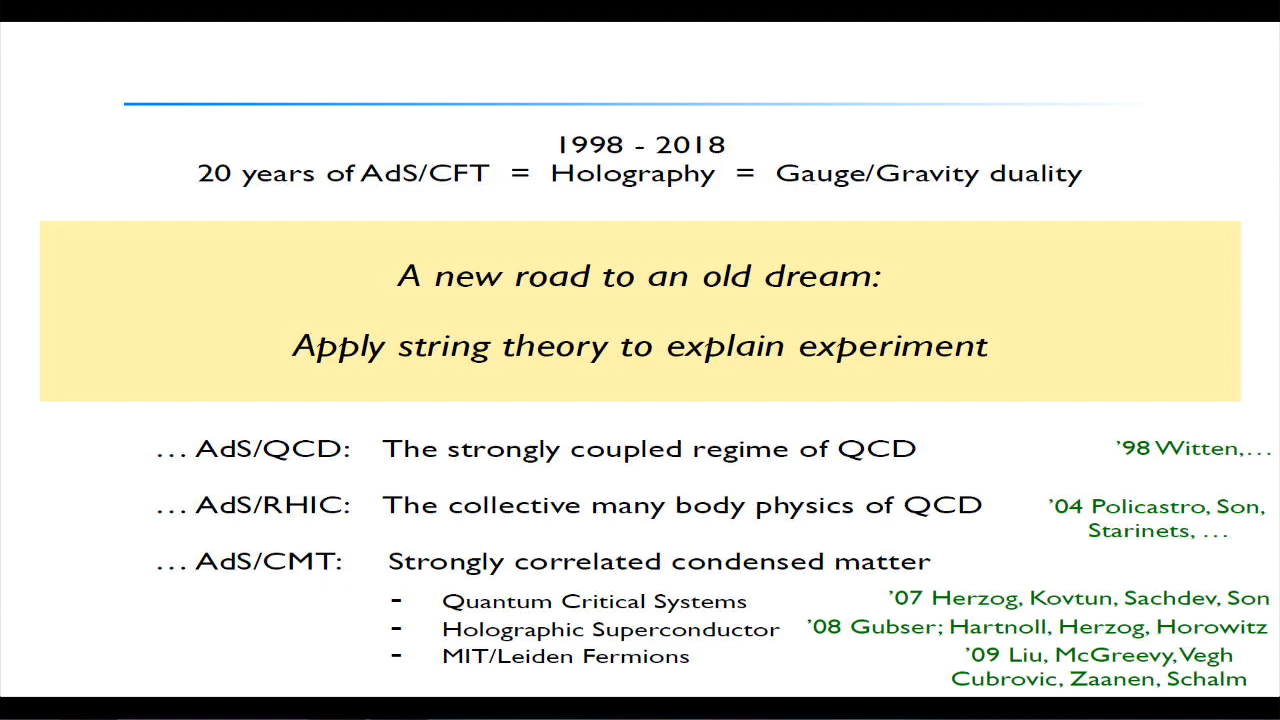 1998 - 2018
20 years of AdS/CFT = Holography = Gauge/Gravity duality
A new road to an old dream:
Apply string theory to explain experiment
... AdS/QCD: The strongly coupled regime of QCD '98 Witten,...
... AdS/RHIC: The collective many body physics of QCD '04 Policastro, Son,
Starinets, ...
... AdS/CMT: Strongly correlated condensed matter
- Quantum Critical Systems '07 Herzog, Kovtun, Sachdev, Son
- Holographic Superconductor '08 Gubser; Hartnoll, Herzog, Horowitz
- MIT/Leiden Fermions '09 Liu, McGreevy, Vegh
Cubrovic, Zaanen, Schalm